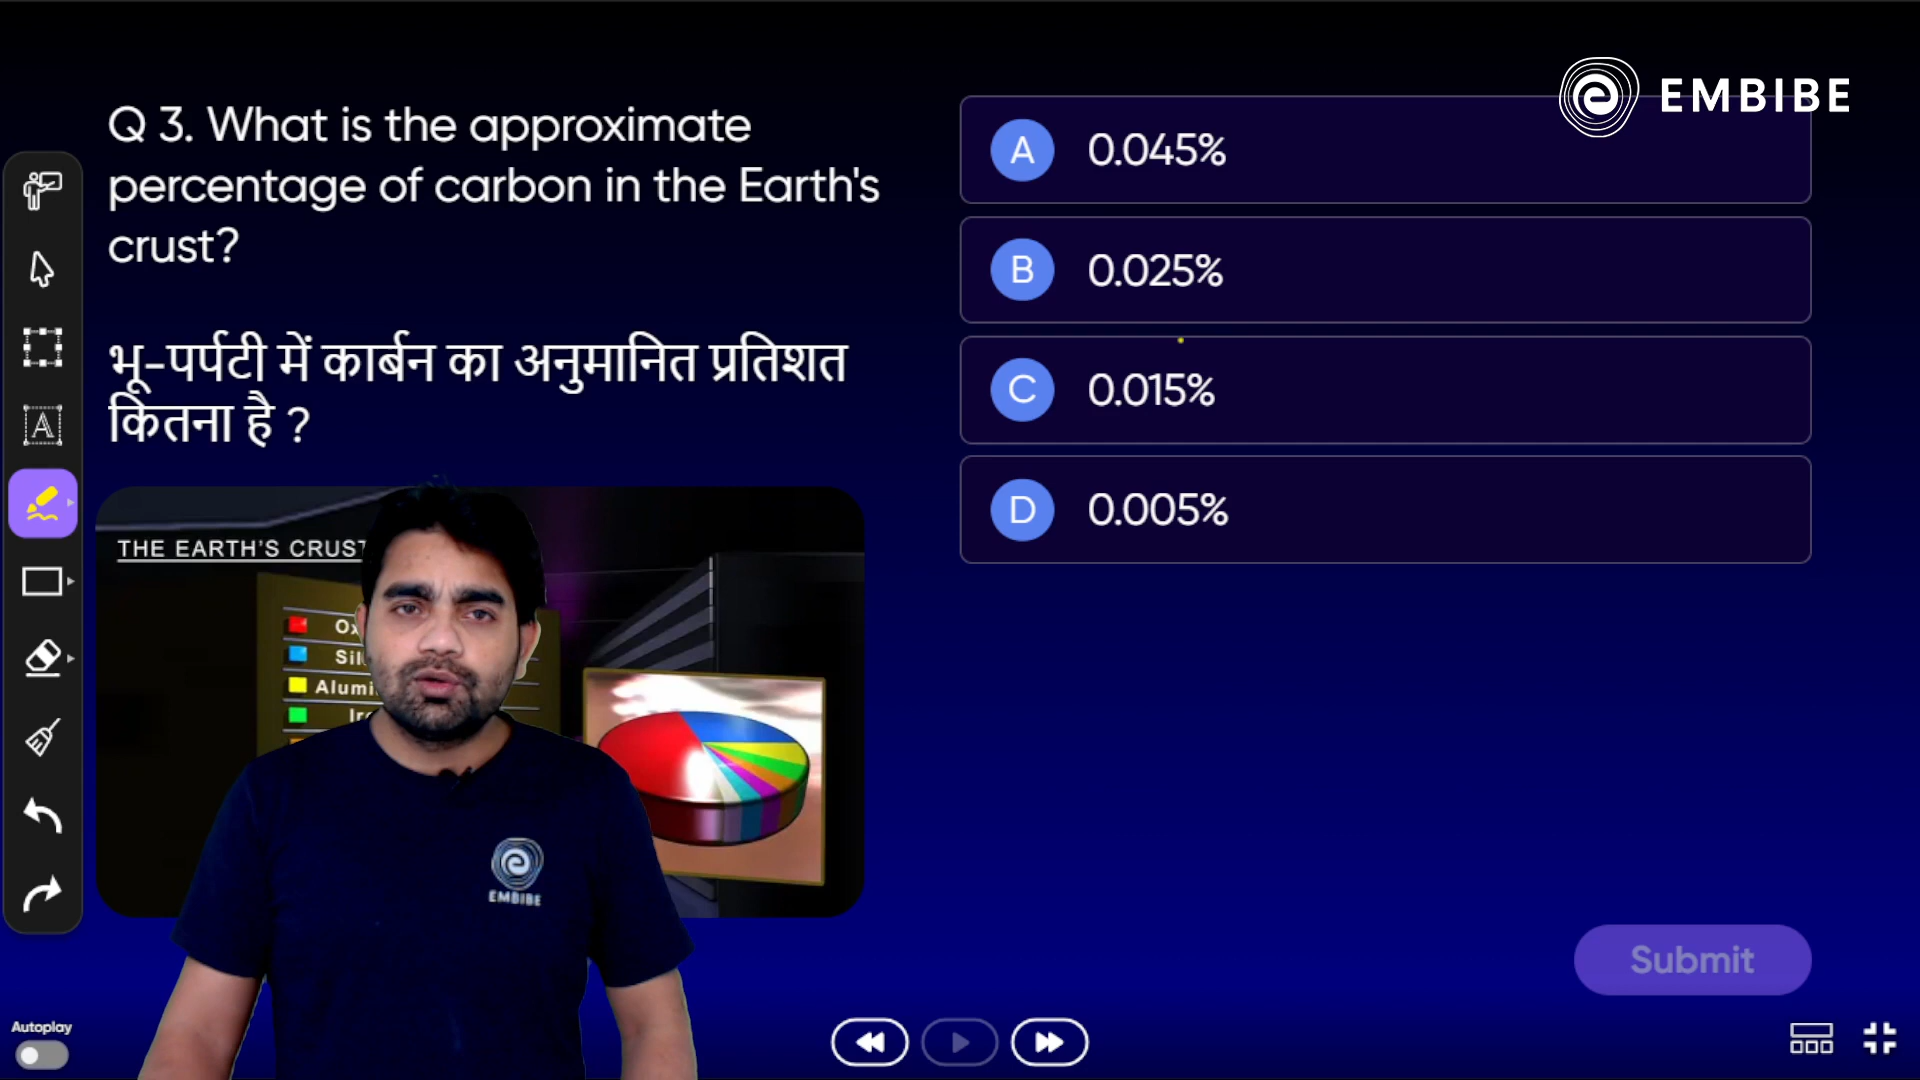 EMBIBE
Q 3. What is the approximate
percentage of carbon in the Earth's
crust?
भू-पर्पटी में कार्बन का अनुमानित प्रतिशत
कितना है ?
A 0.045%
B 0.025%
C 0.015%
D 0.005%
A
THE EARTH'S CRUST
EMBIBE
Submit
Autoplay